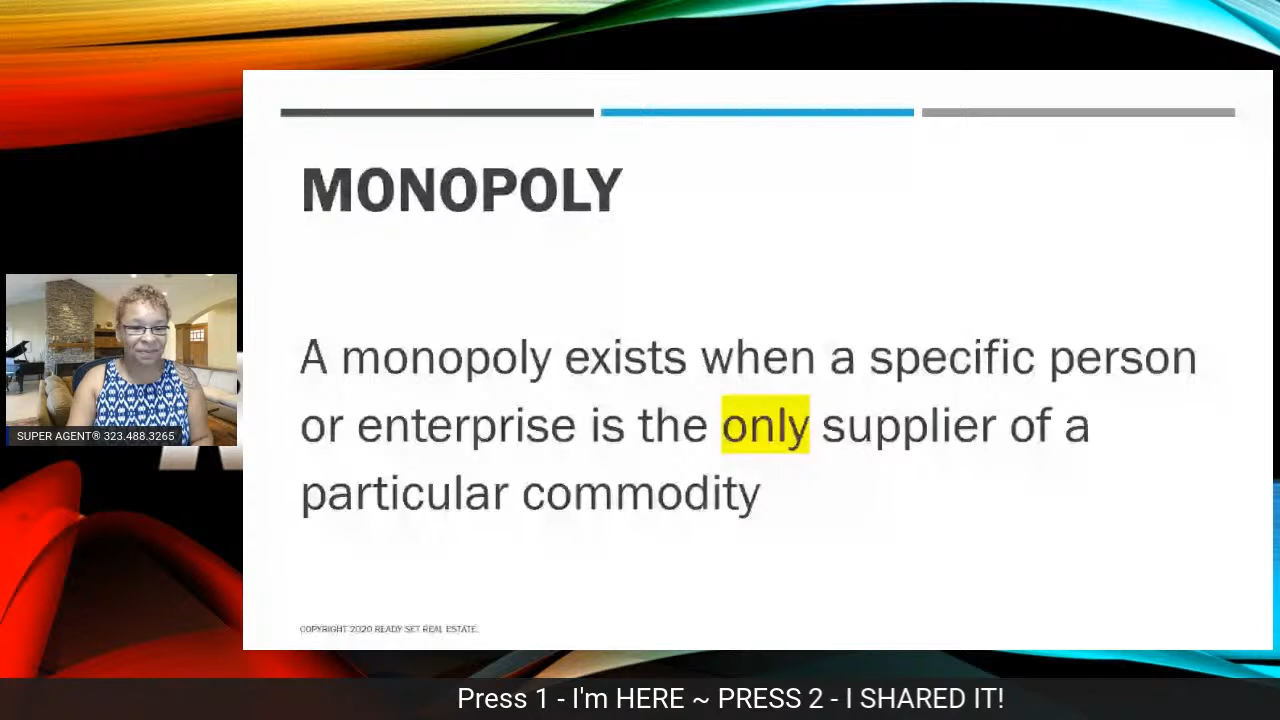 MONOPOLY
A monopoly exists when a specific person
or enterprise is the only supplier of a
particular commodity
COPYRIGHT 2020 READY SET REAL ESTATE.
SUPER AGENT® 323.488.3265
Press 1 - I'm HERE ~ PRESS 2 - I SHARED IT!